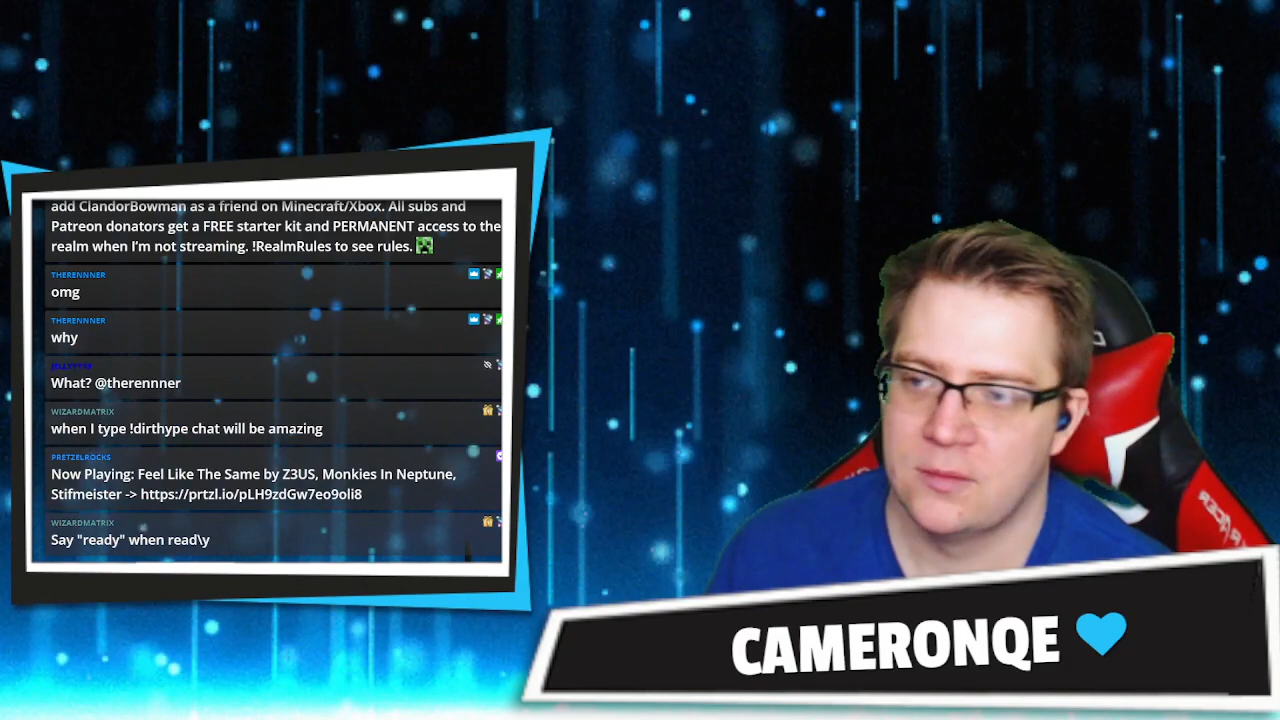 add ClandorBowman as a friend on Minecraft/Xbox. All subs and
Patreon donators get a FREE starter kit and PERMANENT access to the
realm when I'm not streaming. !RealmRules to see rules.
THERENNNER
omg
THERENNNER
why
What? @therennner
WIZARDMATRIX
when I type !dirthype chat will be amazing
PRETZELROCKS
Now Playing: Feel Like The Same by Z3US, Monkies In Neptune,
Stifmeister -> https://prtzl.io/pLH9zdGw7eo9oli8
WIZARDMATRIX
Say "ready" when read\y
CAMERONQE